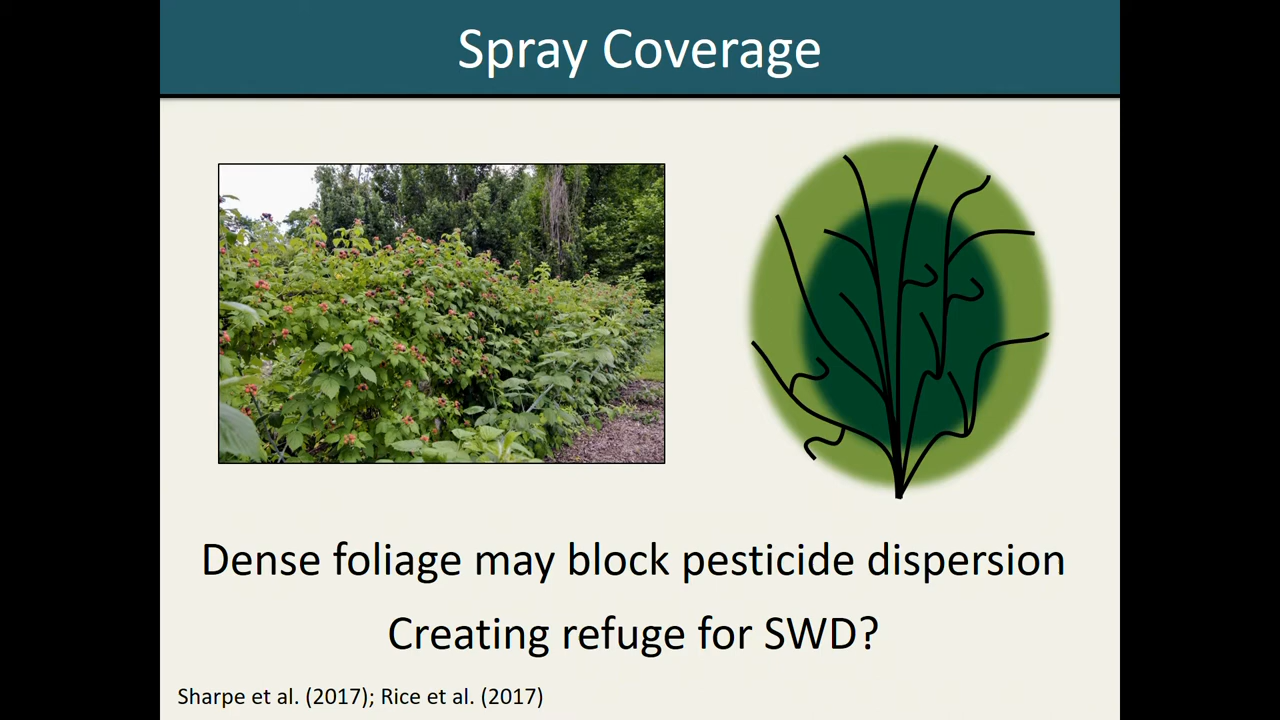 Spray Coverage
Dense foliage may block pesticide dispersion
Creating refuge for SWD?
Sharpe et al. (2017); Rice et al. (2017)